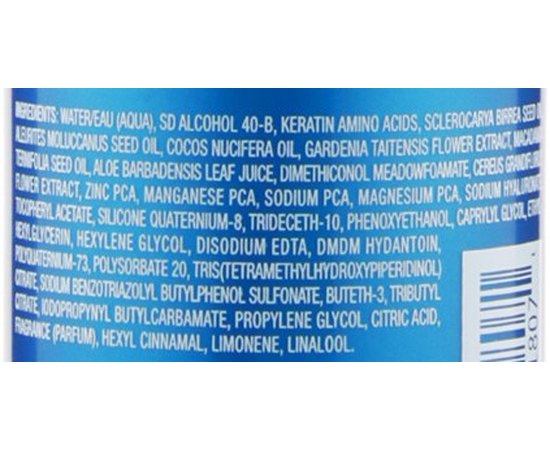 INGREDIENTS: WATER/EAU (AQUA), SD ALCOHOL 40-B, KERATIN AMINO ACIDS, SCLEROCARYA BIRREA SEED
ALEURITES MOLUCCANUS SEED OIL, COCOS NUCIFERA OIL, GARDENIA TAITENSIS FLOWER EXTRACT,
TERNIFOLIA SEED OIL, ALOE BARBADENSIS LEAF JUICE, DIMETHICONOL MEADOWFOAMATE, CEREUS
FLOWER EXTRACT, ZINC PCA, MANGANESE PCA, SODIUM PCA, MAGNESIUM PCA, SODIUM
TOCOPHERYL ACETATE, SILICONE QUATERNIUM-8, TRIDECETH-10, PHENOXYETHANOL, CAPRYLYL GLYCOL,
HEXYLGLYCERIN, HEXYLENE GLYCOL, DISODIUM EDTA, DMDM HYDANTOIN,
POLYQUATERNIUM-73, POLYSORBATE 20, TRIS(TETRAMETHYLHYDROXYPIPERIDINOL)
CITRATE, SODIUM BENZOTRIAZOLYL BUTYLPHENOL SULFONATE, BUTETH-3, TRIBUTYL
CITRATE, IODOPROPYNYL BUTYLCARBAMATE, PROPYLENE GLYCOL, CITRIC ACID,
FRAGRANCE (PARFUM), HEXYL CINNAMAL, LIMONENE, LINALOOL.
1807